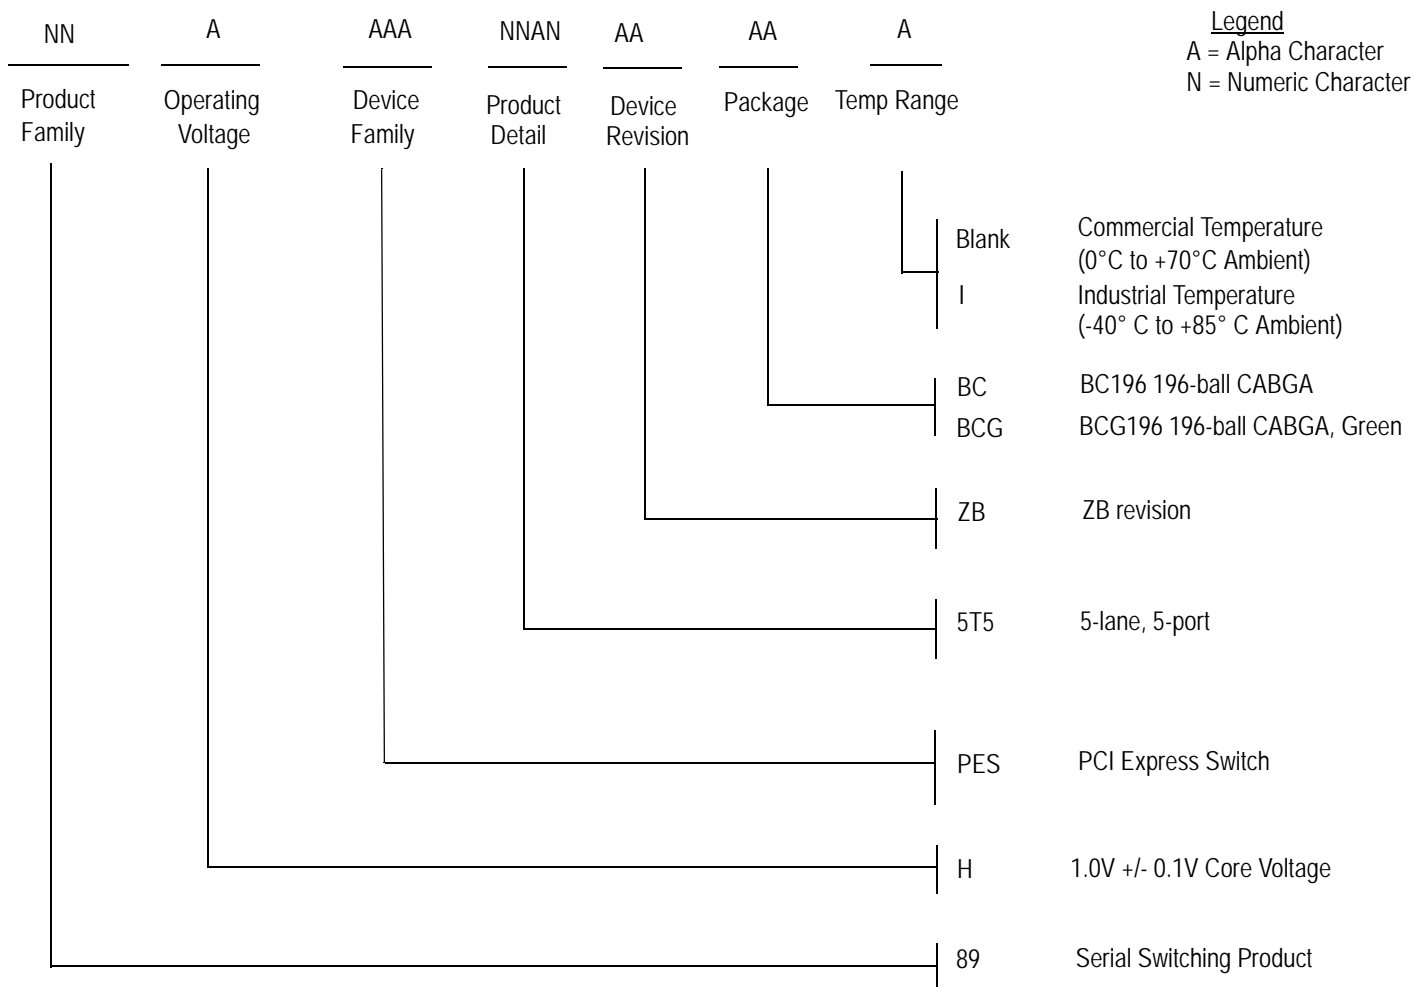 NN A AAA NNAN AA AA A
Legend
A = Alpha Character
N = Numeric Character
Product Family
Operating Voltage
Device Family
Product Detail
Device Revision
Package
Temp Range
Blank Commercial Temperature
(0°C to +70°C Ambient)
I Industrial Temperature
(-40° C to +85° C Ambient)
BC BC196 196-ball CABGA
BCG BCG196 196-ball CABGA, Green
ZB ZB revision
5T5 5-lane, 5-port
PES PCI Express Switch
H 1.0V +/- 0.1V Core Voltage
89 Serial Switching Product